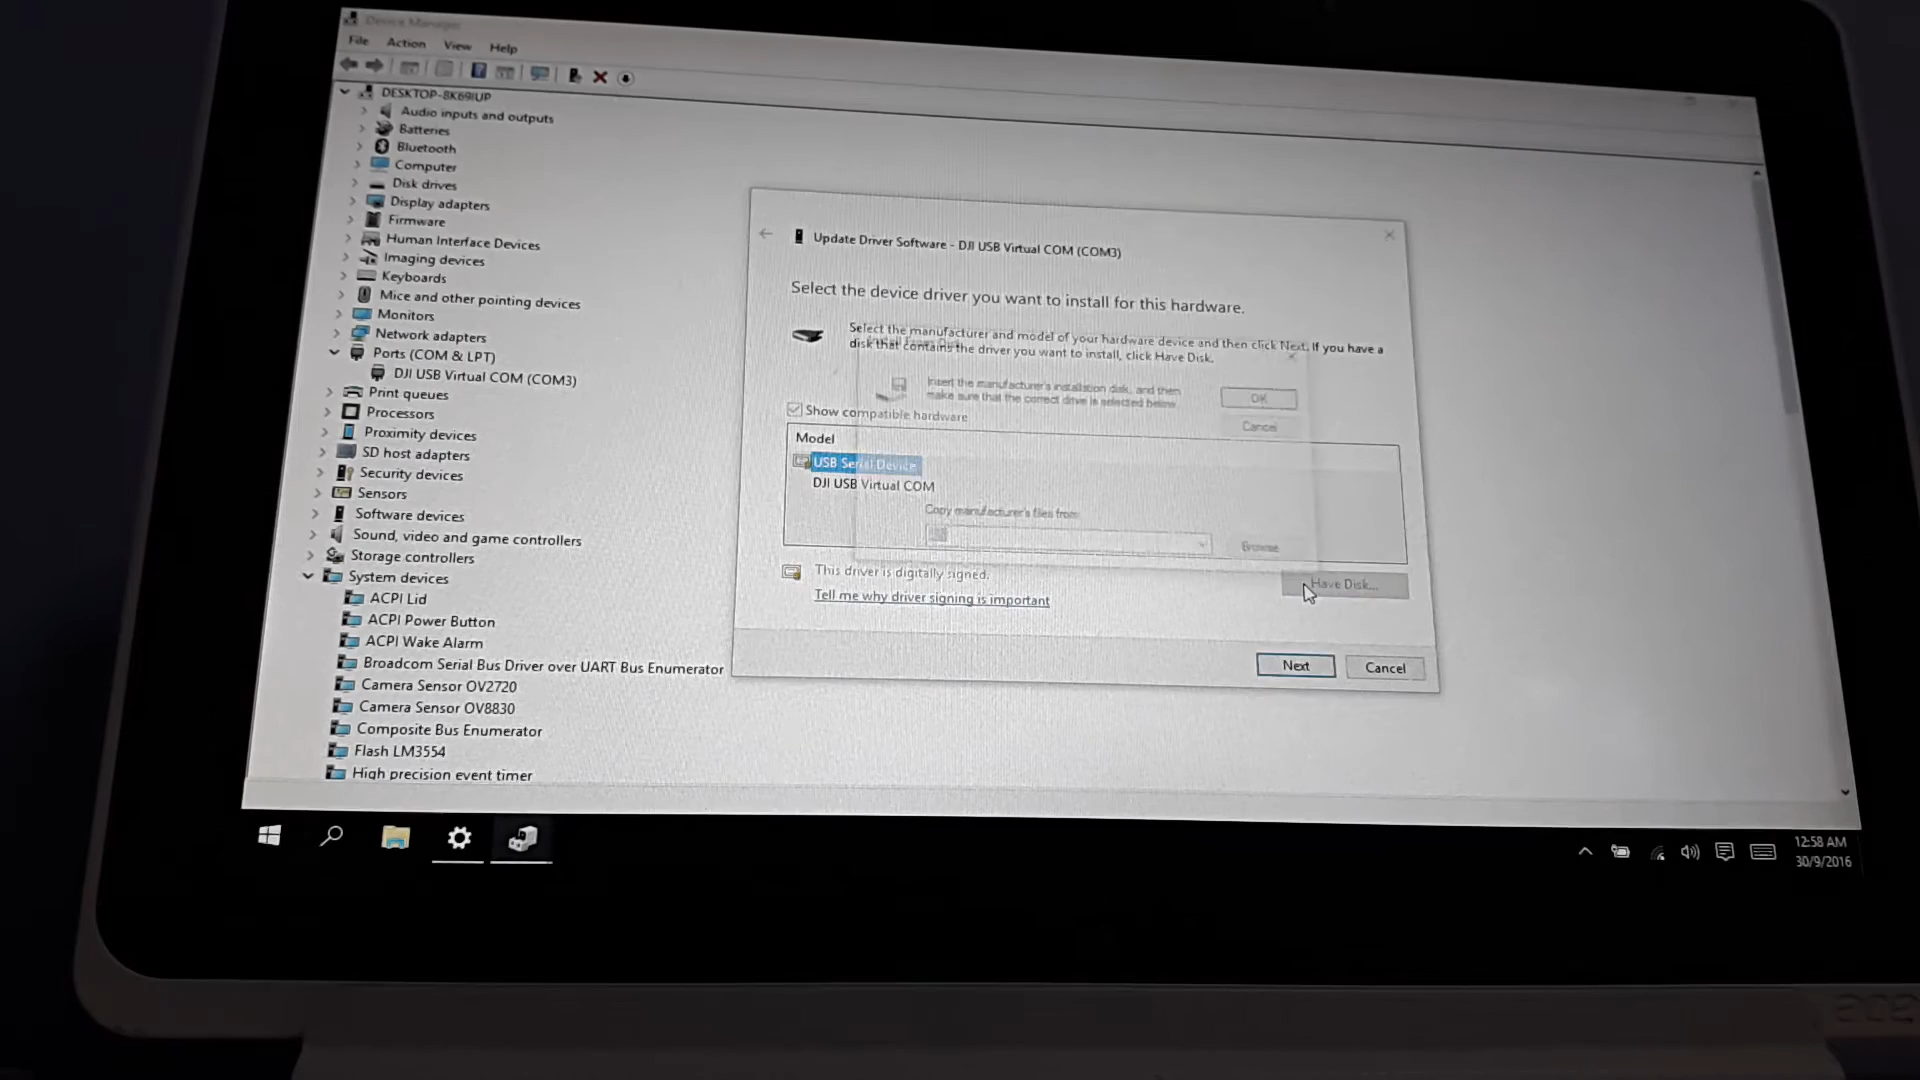 Device Manager
File Action View Help
DESKTOP-8K69IUP
Audio inputs and outputs
Batteries
Bluetooth
Computer
Disk drives
Display adapters
Firmware
Human Interface Devices
Imaging devices
Keyboards
Mice and other pointing devices
Monitors
Network adapters
Ports (COM & LPT)
DJI USB Virtual COM (COM3)
Print queues
Processors
Proximity devices
SD host adapters
Security devices
Sensors
Software devices
Sound, video and game controllers
Storage controllers
System devices
ACPI Lid
ACPI Power Button
ACPI Wake Alarm
Broadcom Serial Bus Driver over UART Bus Enumerator
Camera Sensor OV2720
Camera Sensor OV8830
Composite Bus Enumerator
Flash LM3554
High precision event timer
Update Driver Software - DJI USB Virtual COM (COM3)
Select the device driver you want to install for this hardware.
Select the manufacturer and model of your hardware device and then click Next. If you have a
disk that contains the driver you want to install, click Have Disk.
Insert the manufacturer's installation disk, and then
make sure that the correct drive is selected below.
OK
Cancel
Show compatible hardware
Model
USB Serial Device
DJI USB Virtual COM
Copy manufacturer's files from:
Browse
This driver is digitally signed.
Tell me why driver signing is important
Have Disk...
Next
Cancel
12:58 AM
30/9/2016